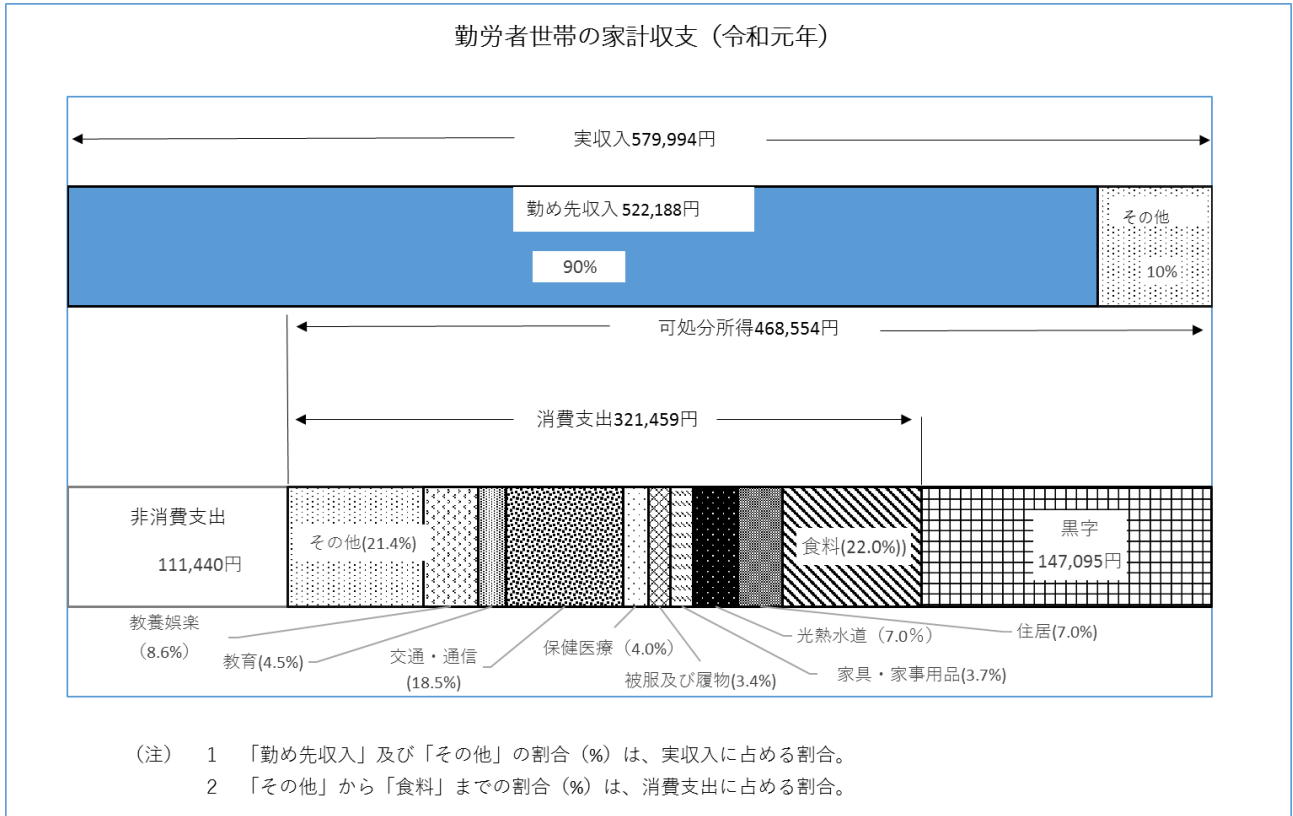 勤労者世帯の家計収支（令和元年）
実収入579,994円
勤め先収入 522,188円
その他
90%
10%
可処分所得468,554円
消費支出321,459円
非消費支出
111,440円
その他(21.4%)
食料(22.0%))
黒字
147,095円
教養娯楽
（8.6%）
教育(4.5%)
交通・通信
(18.5%)
保健医療（4.0%）
被服及び履物(3.4%)
家具・家事用品(3.7%)
光熱水道（7.0%）
住居(7.0%)
（注） 1 「勤め先収入」及び「その他」の割合（%）は、実収入に占める割合。
2 「その他」から「食料」までの割合（%）は、消費支出に占める割合。